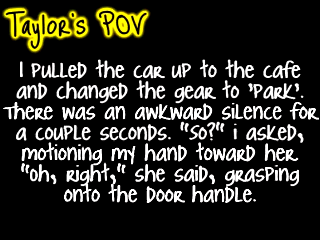 Taylor's POV
I pulled the car up to the cafe
and changed the gear to 'Park'.
There was an awkward silence for
a couple seconds. "So?" i asked,
motioning my hand toward her
"oh, right," she said, grasping
onto the door handle.